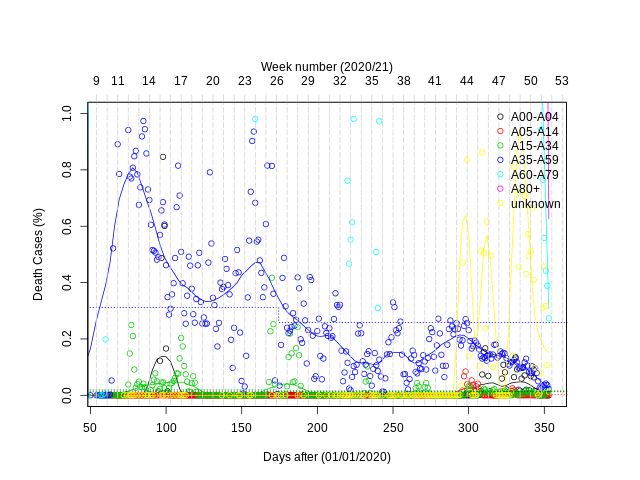 Week number (2020/21)
9 11 14 17 20 23 26 29 32 35 38 41 44 47 50 53
A00-A04
A05-A14
A15-A34
A35-A59
A60-A79
A80+
unknown
Death Cases (%)
1.0
0.8
0.6
0.4
0.2
0.0
50 100 150 200 250 300 350
Days after (01/01/2020)